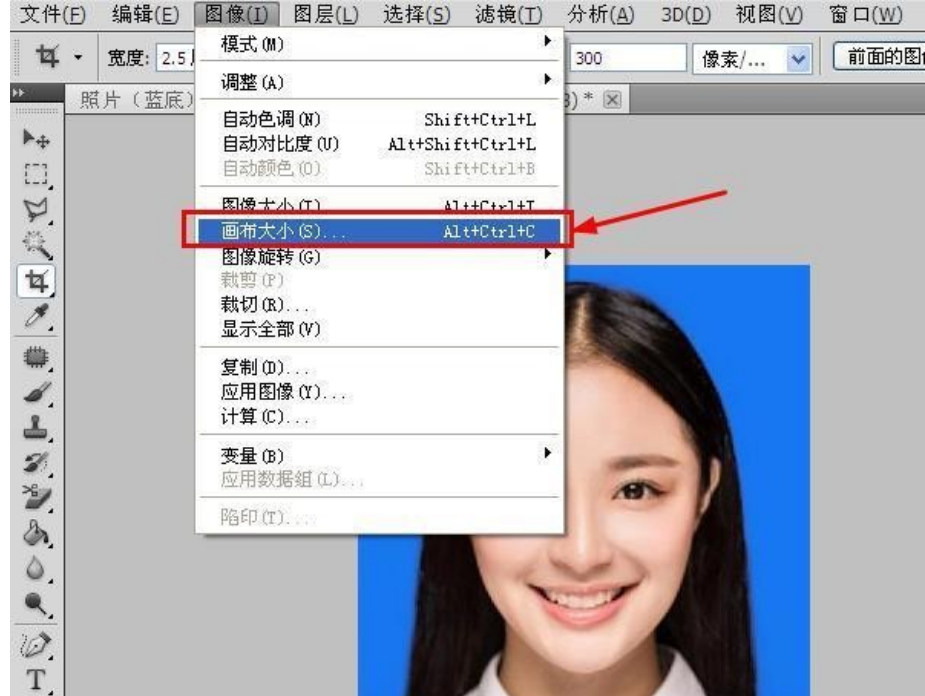 文件(F) 编辑(E) 图像(I) 图层(L) 选择(S) 滤镜(T) 分析(A) 3D(D) 视图(V) 窗口(W)
宽度: 2.5 300 像素/... 前面的图
照片（蓝底） *
模式(M)
调整(A)
自动色调(N) Shift+Ctrl+L
自动对比度(U) Alt+Shift+Ctrl+L
自动颜色(O) Shift+Ctrl+B
图像大小(I)... Alt+Ctrl+I
画布大小(S)... Alt+Ctrl+C
图像旋转(G)
裁剪(P)
裁切(R)...
显示全部(V)
复制(D)...
应用图像(Y)...
计算(C)...
变量(B)
应用数据组(L)...
陷印(T)...
T